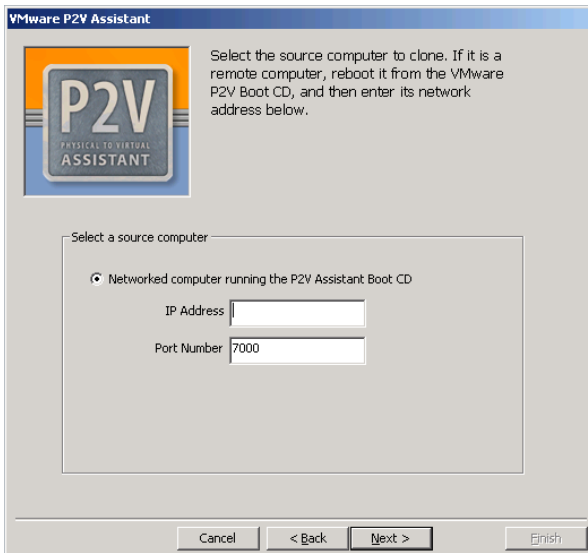 VMware P2V Assistant
Select the source computer to clone. If it is a
remote computer, reboot it from the VMware
P2V Boot CD, and then enter its network
address below.
P2V
PHYSICAL TO VIRTUAL
ASSISTANT
Select a source computer
Networked computer running the P2V Assistant Boot CD
IP Address
Port Number 7000
Cancel < Back Next > Finish